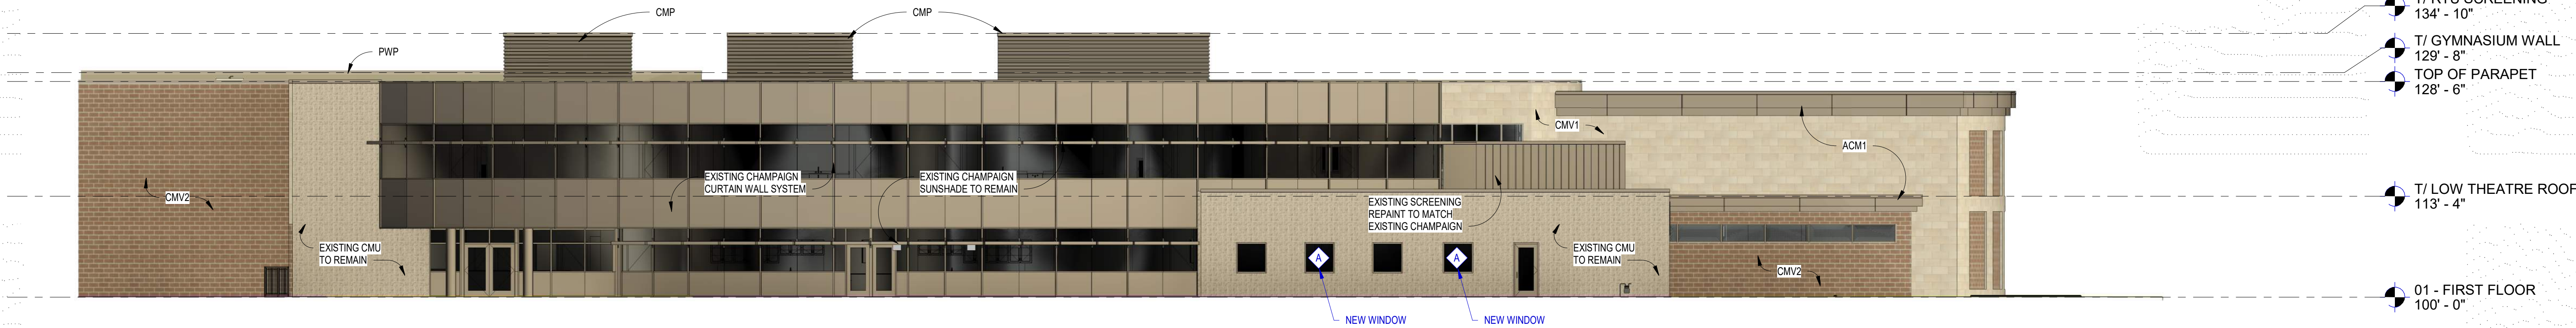 CMP
CMP
PWP
T/ RTU SCREENING
134' - 10"
T/ GYMNASIUM WALL
129' - 8"
TOP OF PARAPET
128' - 6"
CMV1
ACM1
EXISTING CHAMPAIGN
CURTAIN WALL SYSTEM
EXISTING CHAMPAIGN
SUNSHADE TO REMAIN
CMV2
T/ LOW THEATRE ROOF
113' - 4"
EXISTING SCREENING
REPAINT TO MATCH
EXISTING CHAMPAIGN
EXISTING CMU
TO REMAIN
A
A
EXISTING CMU
TO REMAIN
CMV2
01 - FIRST FLOOR
100' - 0"
NEW WINDOW
NEW WINDOW